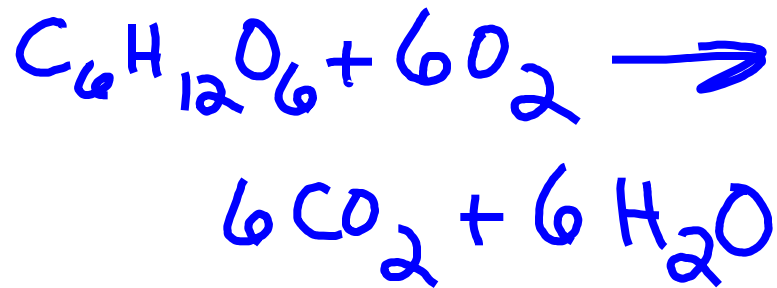 C₆H₁₂O₆ + 6O₂ →
6CO₂ + 6H₂O